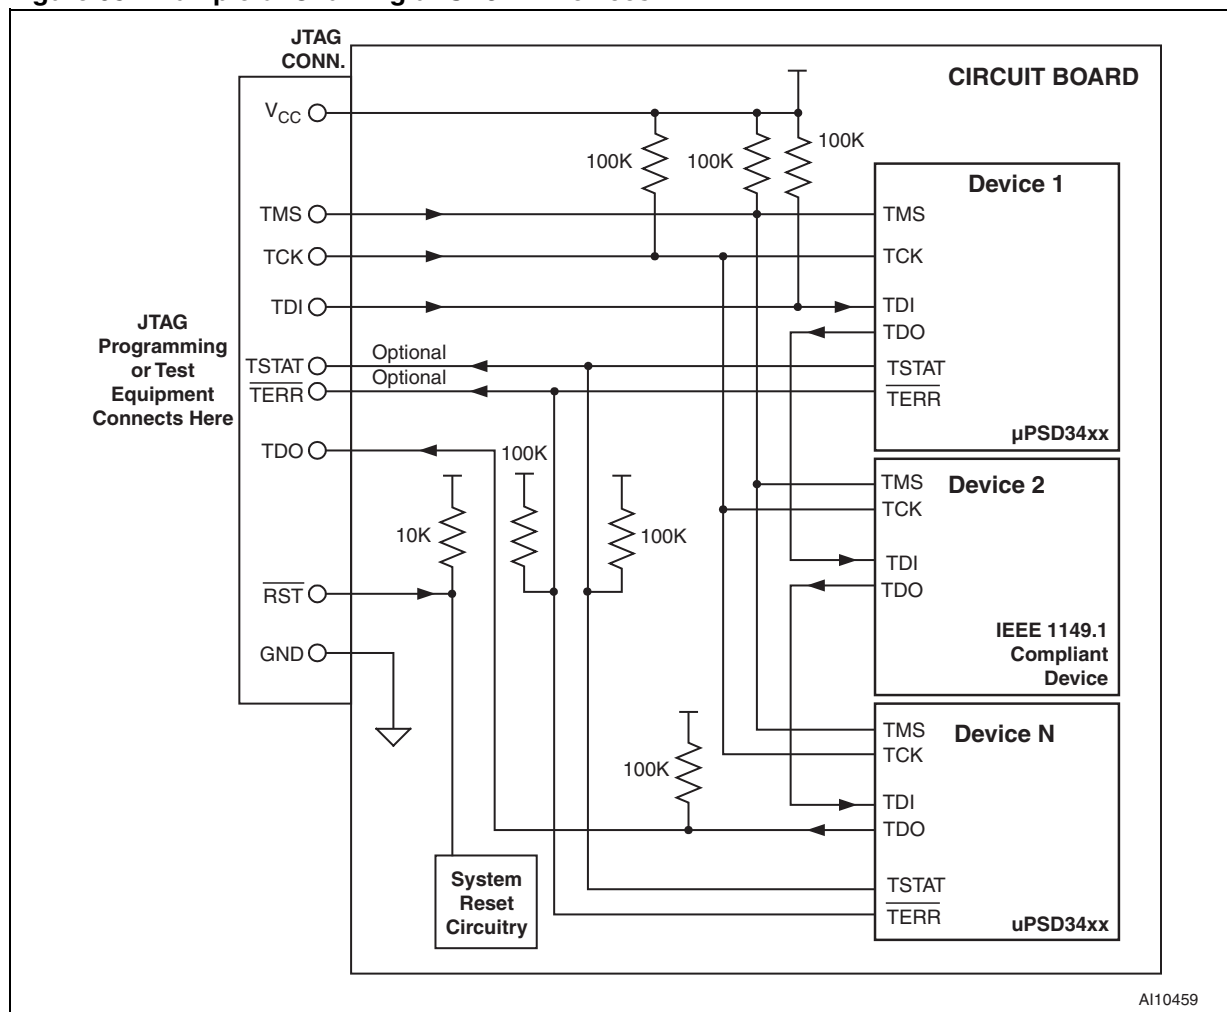 JTAG
CONN.
CIRCUIT BOARD
VCC
100K
100K
100K
Device 1
TMS
TMS
TCK
TCK
TDI
TDI
TDO
JTAG
Programming
or Test
Equipment
Connects Here
TSTAT
Optional
TSTAT
TERR
Optional
TERR
µPSD34xx
TDO
100K
10K
100K
TMS
Device 2
TCK
TDI
TDO
RST
IEEE 1149.1
Compliant
Device
GND
TMS
Device N
TCK
100K
TDI
TDO
System
Reset
Circuitry
TSTAT
TERR
uPSD34xx
AI10459